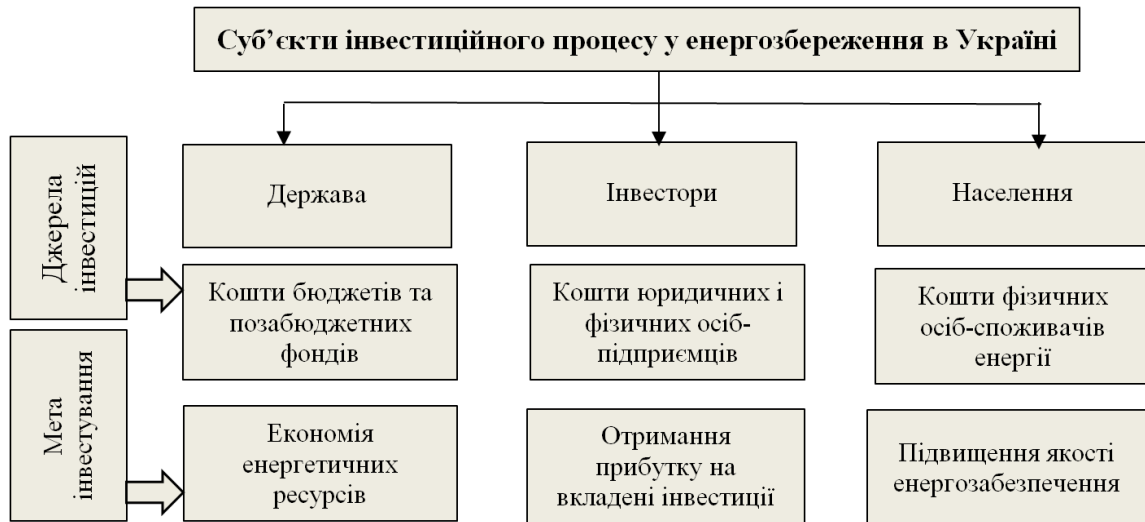 Суб’єкти інвестиційного процесу у енергозбереження в Україні
Джерела
інвестицій
Держава
Інвестори
Населення
Кошти бюджетів та
позабюджетних
фондів
Кошти юридичних і
фізичних осіб-
підприємців
Кошти фізичних
осіб-споживачів
енергії
Мета
інвестування
Економія
енергетичних
ресурсів
Отримання
прибутку на
вкладені інвестиції
Підвищення якості
енергозабезпечення